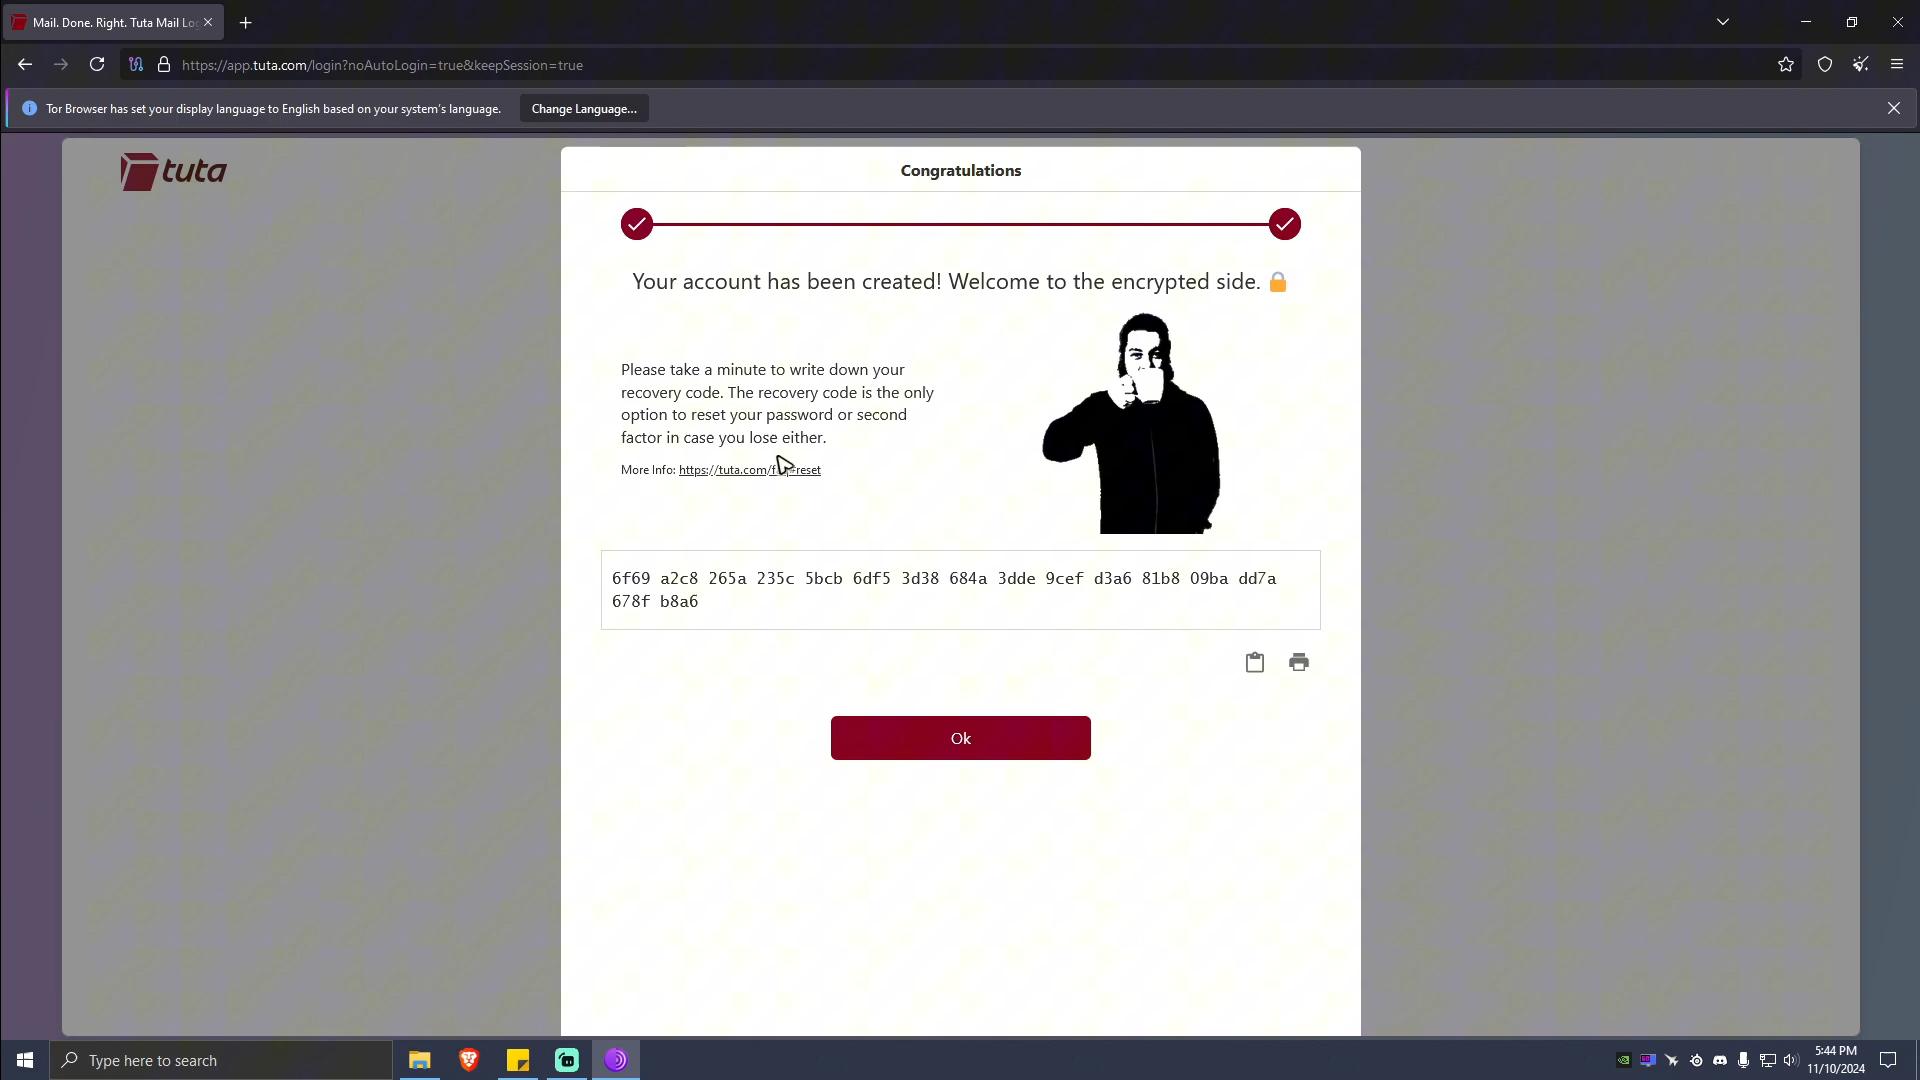 Mail. Done. Right. Tuta Mail Lo
https://app.tuta.com/login?noAutoLogin=true&keepSession=true
Tor Browser has set your display language to English based on your system's language.
Change Language...
tuta
Congratulations
Your account has been created! Welcome to the encrypted side. 🔒
Please take a minute to write down your
recovery code. The recovery code is the only
option to reset your password or second
factor in case you lose either.
More Info: https://tuta.com/f
reset
6f69 a2c8 265a 235c 5bcb 6df5 3d38 684a 3dde 9cef d3a6 81b8 09ba dd7a
678f b8a6
Ok
Type here to search
5:44 PM
11/10/2024